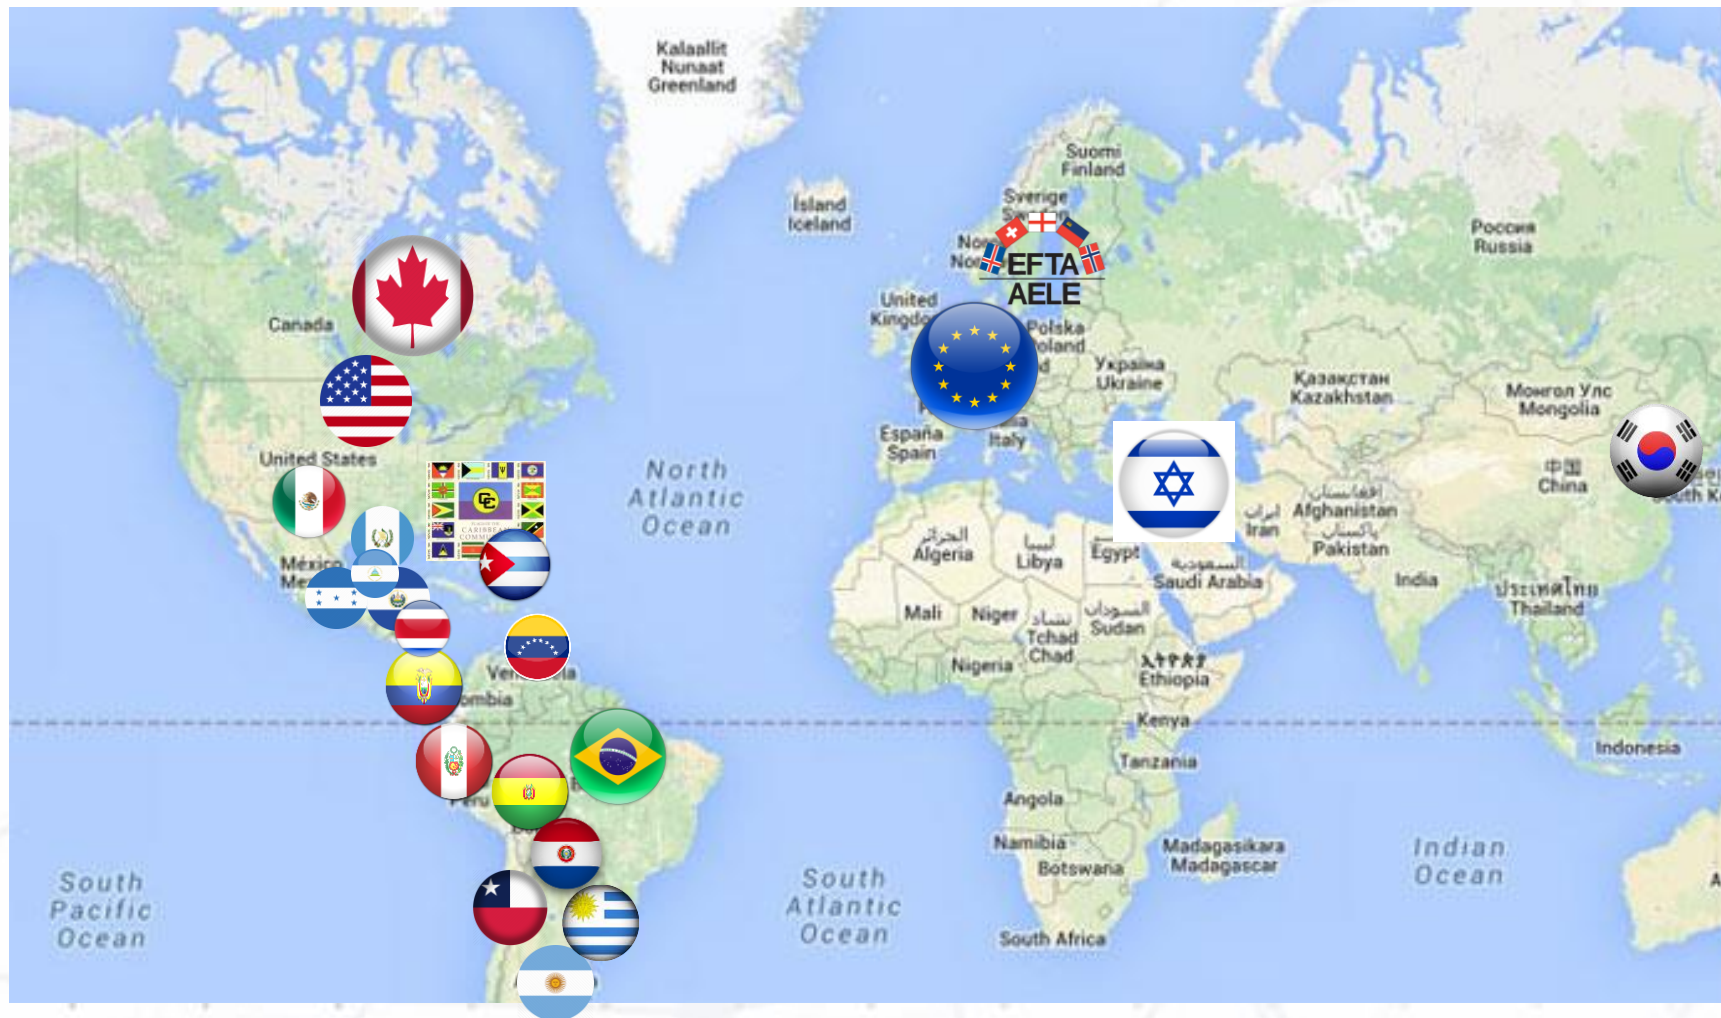 Kalaallit
Nunaat
Greenland
Suomi
Finland
Ísland
Iceland
Sverige
Россия
Russia
EFTA
AELE
United
Canada
Polska
Poland
Україна
Ukraine
Қазақстан
Kazakhstan
Монгол Улс
Mongolia
España
Spain
Italy
United States
North
Atlantic
Ocean
中国
China
CARIBBEAN
الجزائر
Algeria
ليبيا
Libya
Egypt
ایران
Iran
افغانستان
Afghanistan
پاکستان
Pakistan
México
السعودية
Saudi Arabia
India
ประเทศไทย
Thailand
Mali
Niger
تشاد
Tchad
Chad
السودان
Sudan
Nigeria
ኢትዮጵያ
Ethiopia
Kenya
Indonesia
Tanzania
Peru
Angola
Namibia
Botswana
Madagasikara
Madagascar
Indian
Ocean
South
Pacific
Ocean
South
Atlantic
Ocean
South Africa